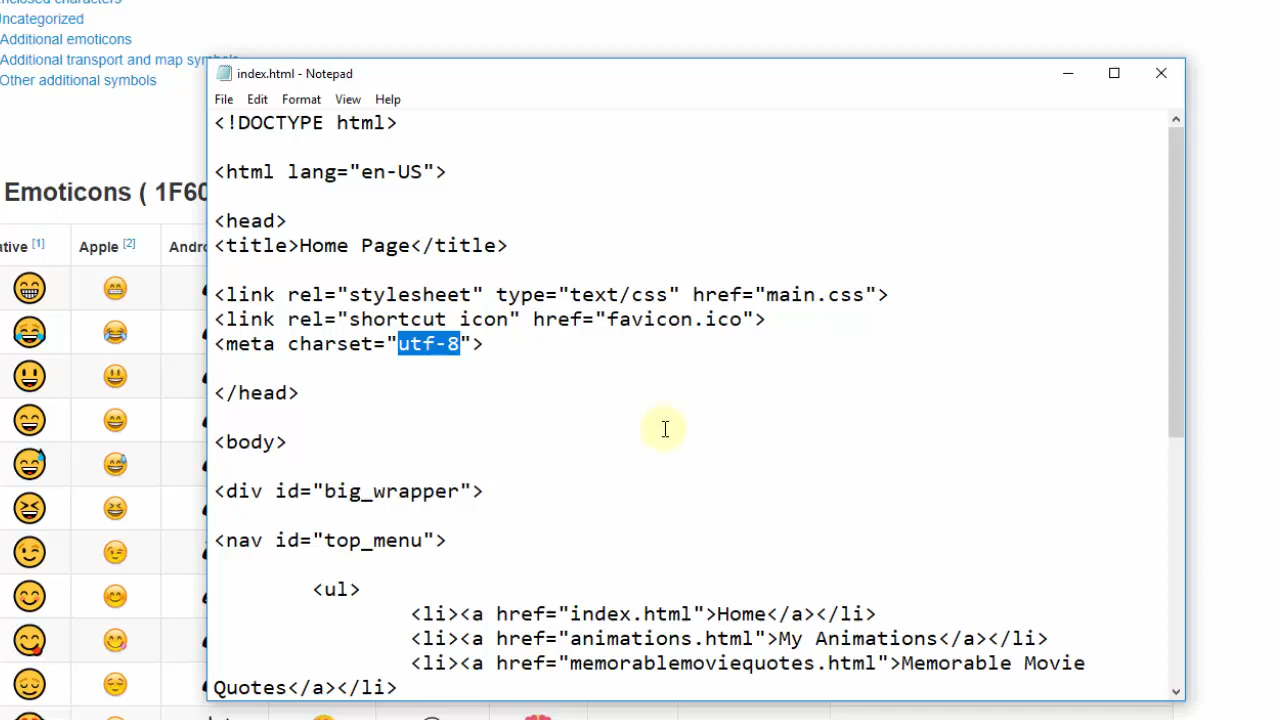 Uncategorized
Additional emoticons
Additional transport and map
Other additional symbols
index.html - Notepad
File Edit Format View Help
<!DOCTYPE html>
<html lang="en-US">
Emoticons ( 1F60
<head>
[1] Apple [2]
<title>Home Page</title>
<link rel="stylesheet" type="text/css" href="main.css">
<link rel="shortcut icon" href="favicon.ico">
<meta charset="utf-8">
</head>
<body>
<div id="big_wrapper">
<nav id="top_menu">
<ul>
<li><a href="index.html">Home</a></li>
<li><a href="animations.html">My Animations</a></li>
<li><a href="memorablemoviequotes.html">Memorable Movie
Quotes</a></li>